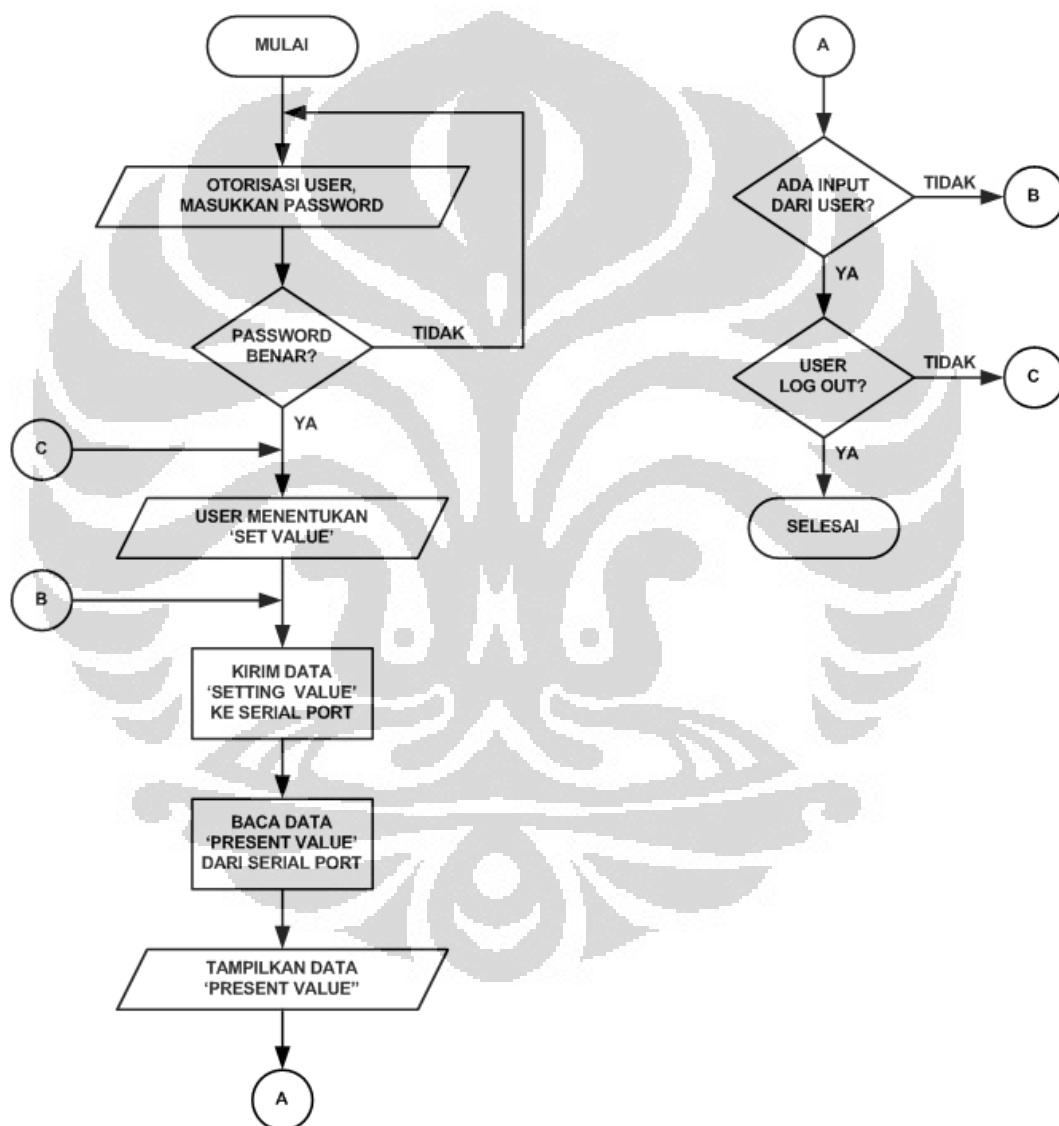 MULAI
OTORISASI USER,
MASUKKAN PASSWORD
PASSWORD
BENAR?
TIDAK
YA
C
USER MENENTUKAN
‘SET VALUE’
B
KIRIM DATA
‘SETTING VALUE’
KE SERIAL PORT
BACA DATA
‘PRESENT VALUE’
DARI SERIAL PORT
TAMPILKAN DATA
‘PRESENT VALUE”
A
A
ADA INPUT
DARI USER?
TIDAK
B
YA
USER
LOG OUT?
TIDAK
C
YA
SELESAI